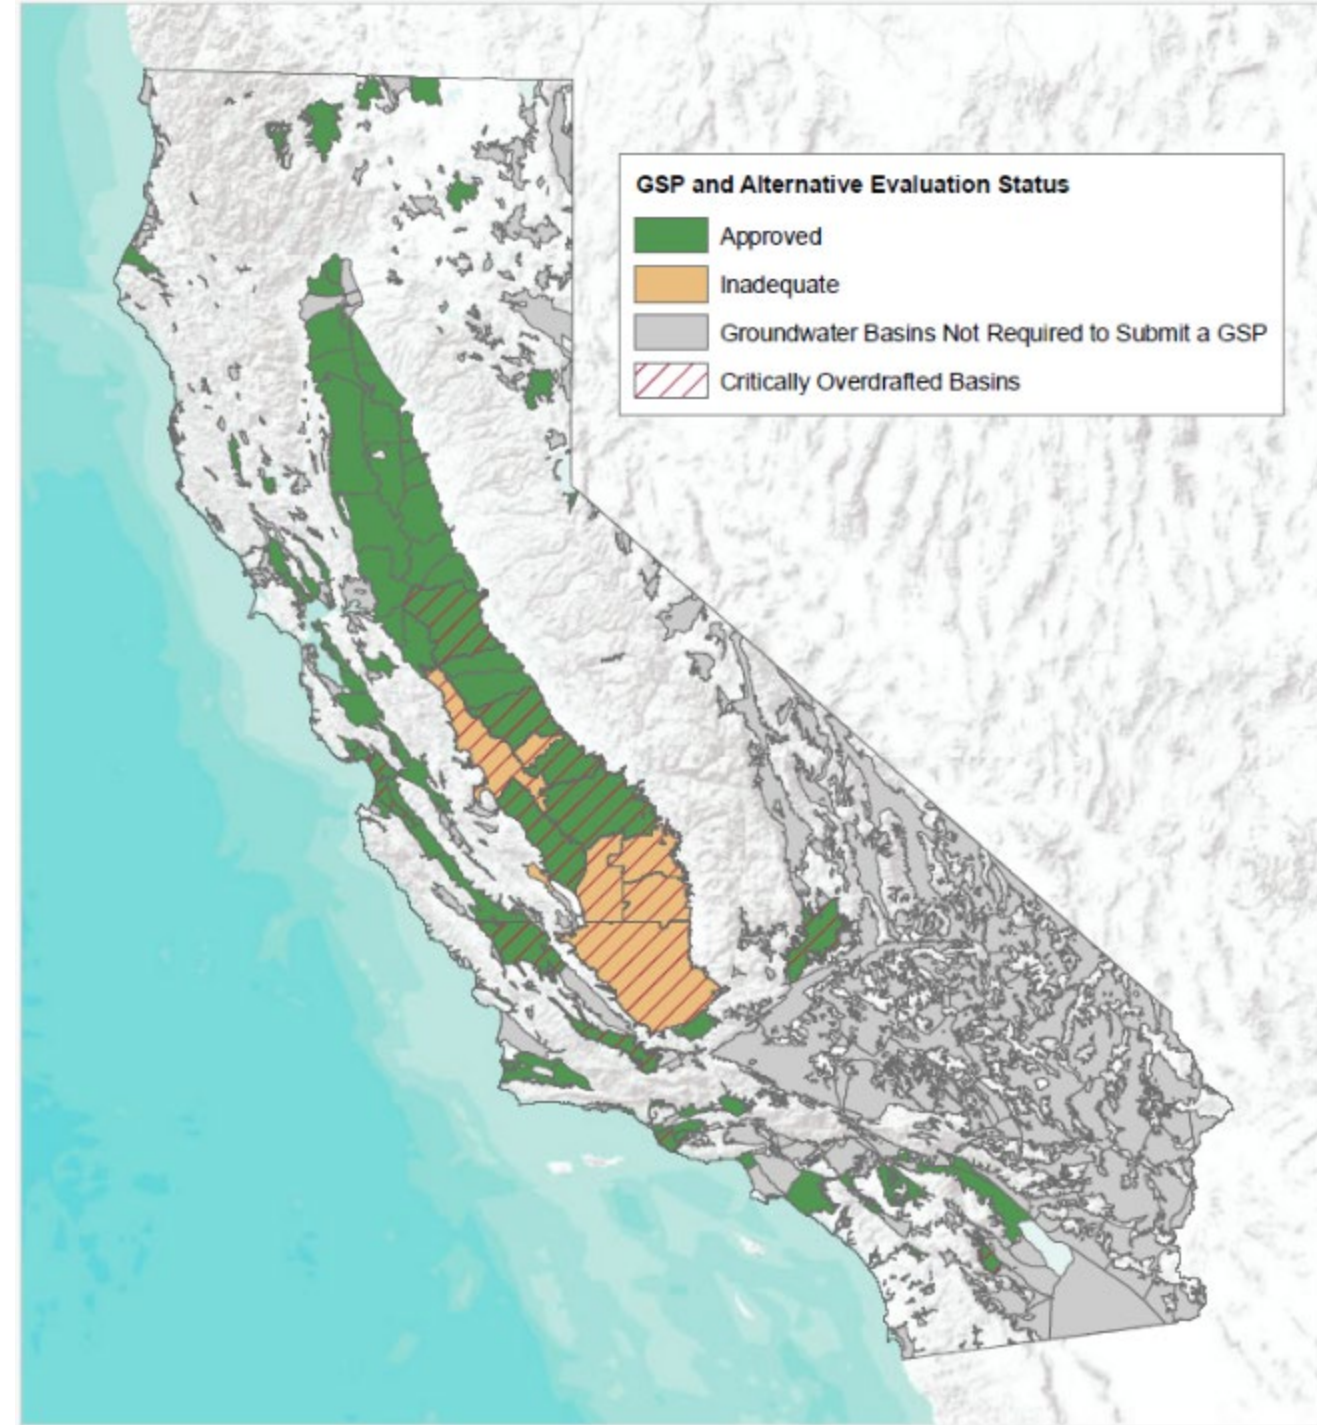 GSP and Alternative Evaluation Status
Approved
Inadequate
Groundwater Basins Not Required to Submit a GSP
Critically Overdrafted Basins